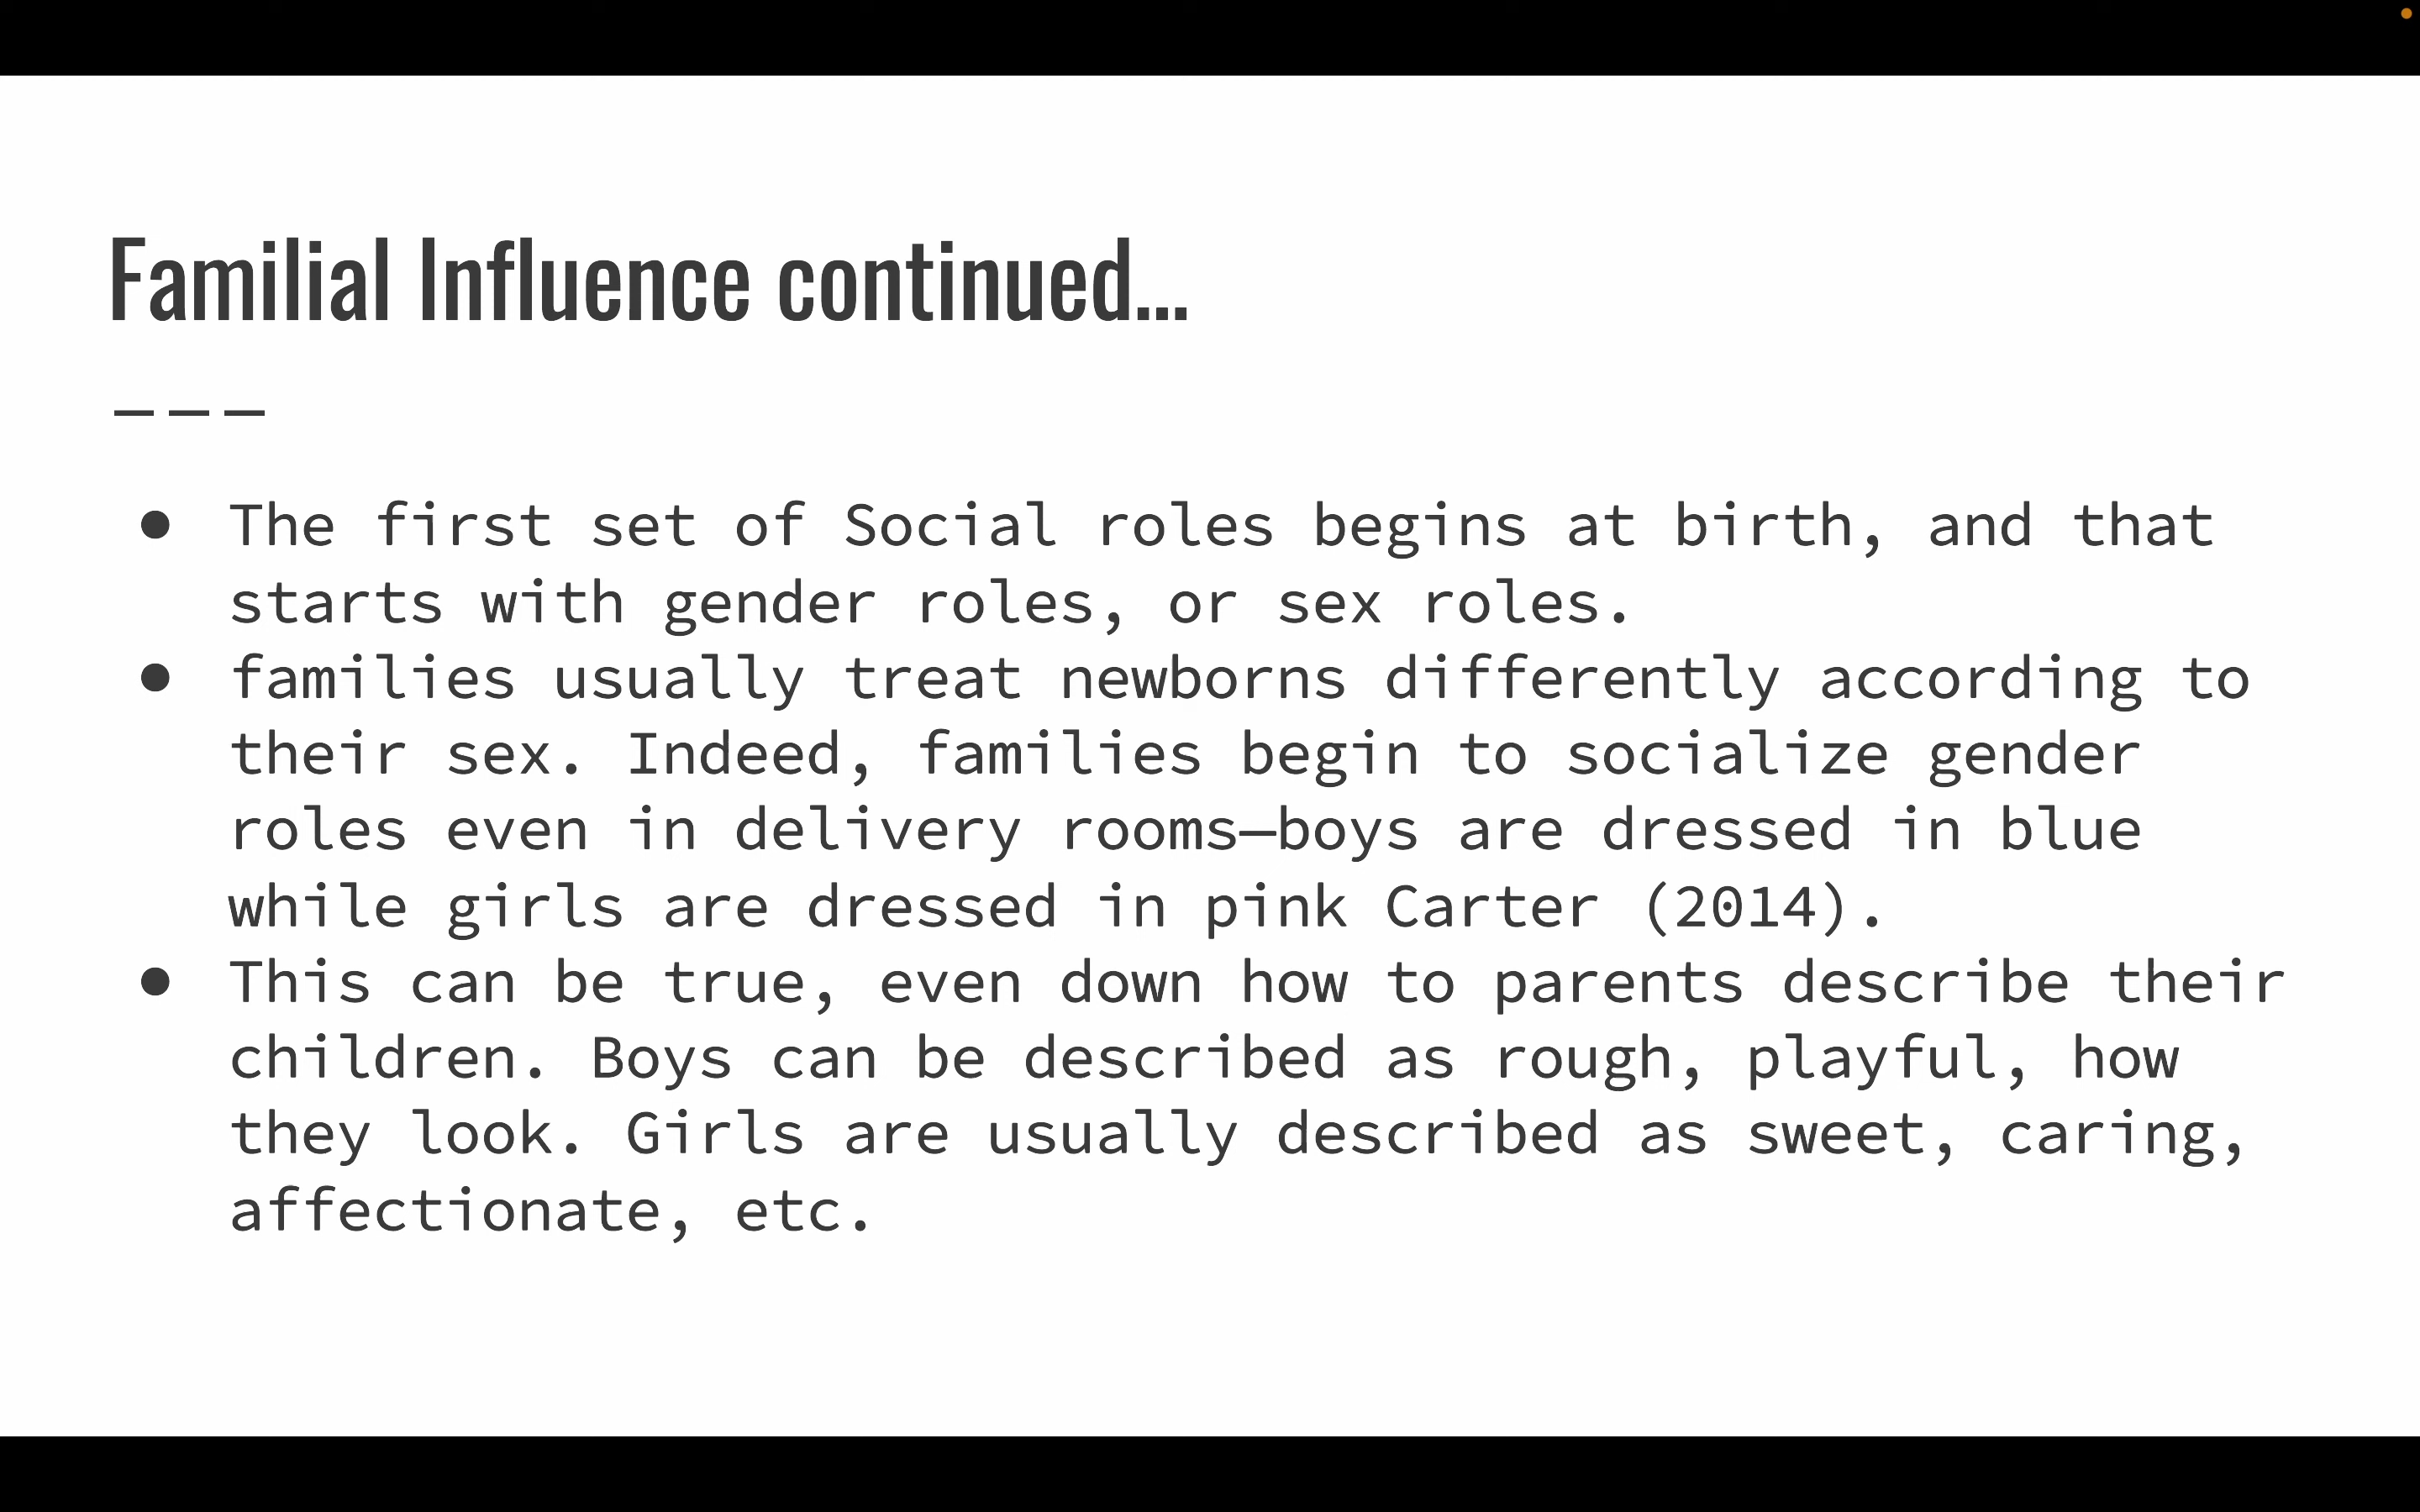 Familial Influence continued...
___
● The first set of Social roles begins at birth, and that
starts with gender roles, or sex roles.
● families usually treat newborns differently according to
their sex. Indeed, families begin to socialize gender
roles even in delivery rooms—boys are dressed in blue
while girls are dressed in pink Carter (2014).
● This can be true, even down how to parents describe their
children. Boys can be described as rough, playful, how
they look. Girls are usually described as sweet, caring,
affectionate, etc.